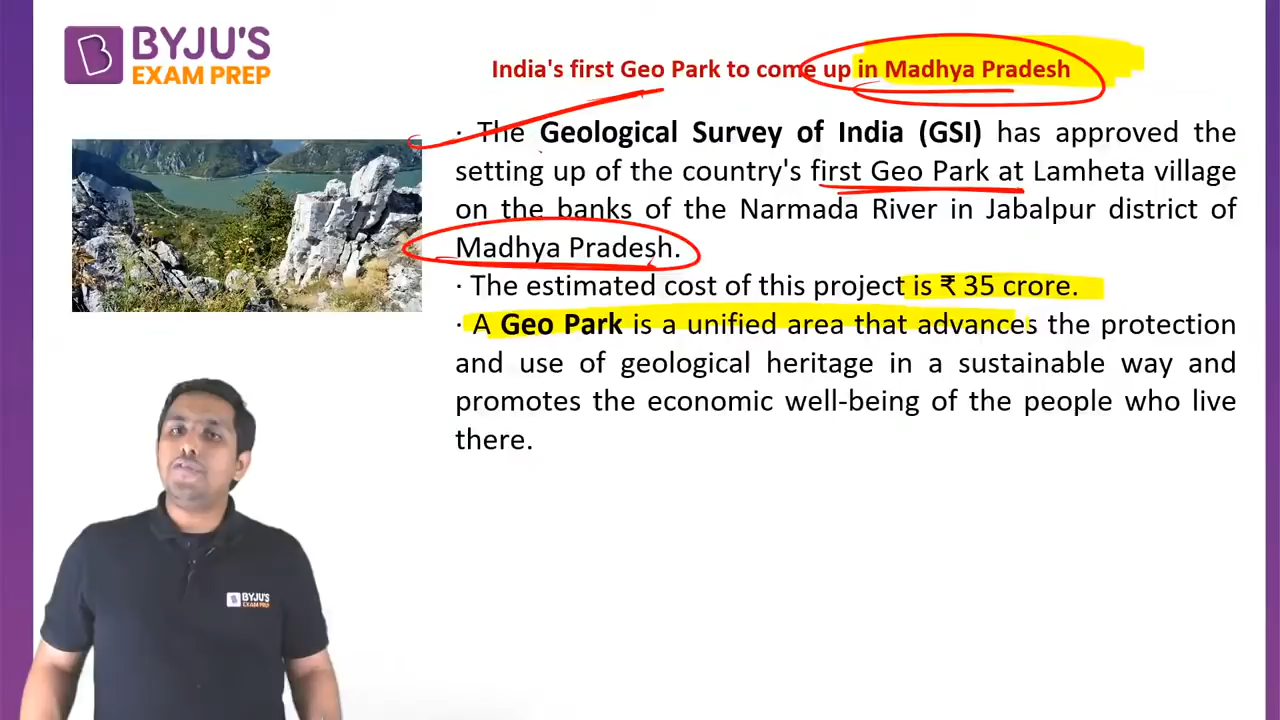 BYJU'S
EXAM PREP
India's first Geo Park to come up in Madhya Pradesh
· The Geological Survey of India (GSI) has approved the
setting up of the country's first Geo Park at Lamheta village
on the banks of the Narmada River in Jabalpur district of
Madhya Pradesh.
· The estimated cost of this project is ₹ 35 crore.
· A Geo Park is a unified area that advances the protection
and use of geological heritage in a sustainable way and
promotes the economic well-being of the people who live
there.
BYJU'S
EXAM PREP